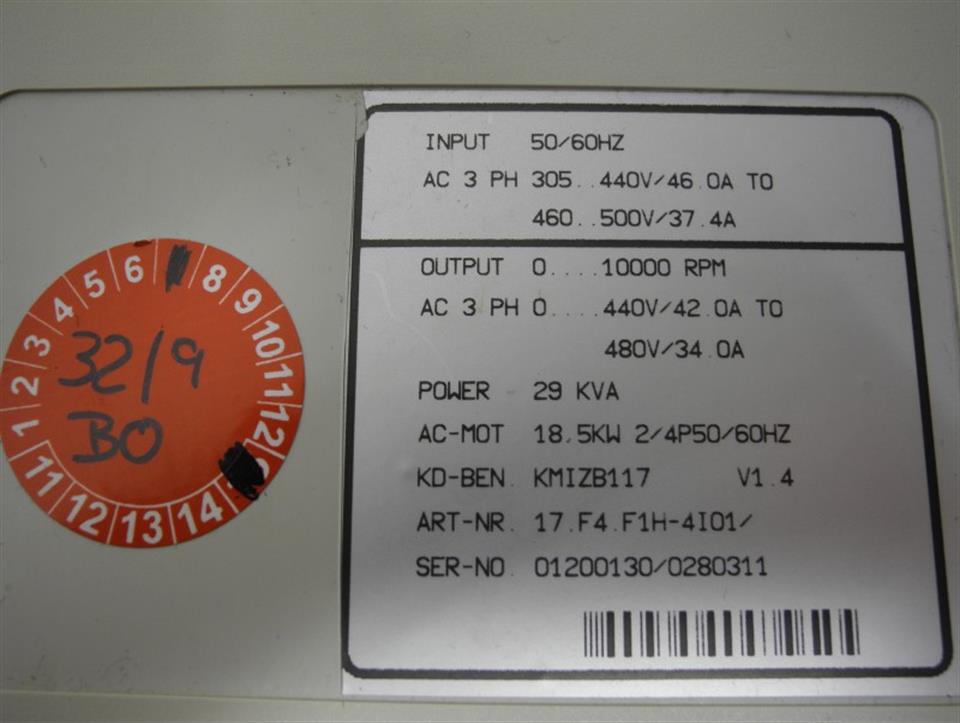 INPUT 50/60HZ
AC 3 PH 305..440V/46.0A TO
460..500V/37.4A
OUTPUT 0....10000 RPM
AC 3 PH 0....440V/42.0A TO
480V/34.0A
POWER 29 KVA
AC-MOT 18.5KW 2/4P50/60HZ
KD-BEN. KMIZB117 V1.4
ART-NR. 17.F4.F1H-4I01/
SER-NO. 01200130/0280311
1 2 3 4 5 6 8 9 10 11 12
32/9
BO
11 12 13 14